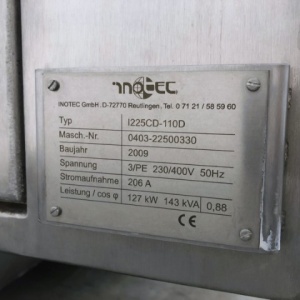 INOTEC
INOTEC GmbH, D-72770 Reutlingen, Tel. 0 71 21 / 58 59 60
Typ I225CD-110D
Masch.-Nr. 0403-22500330
Baujahr 2009
Spannung 3/PE 230/400V 50Hz
Stromaufnahme 206 A
Leistung / cos φ 127 kW 143 kVA 0,88
CE